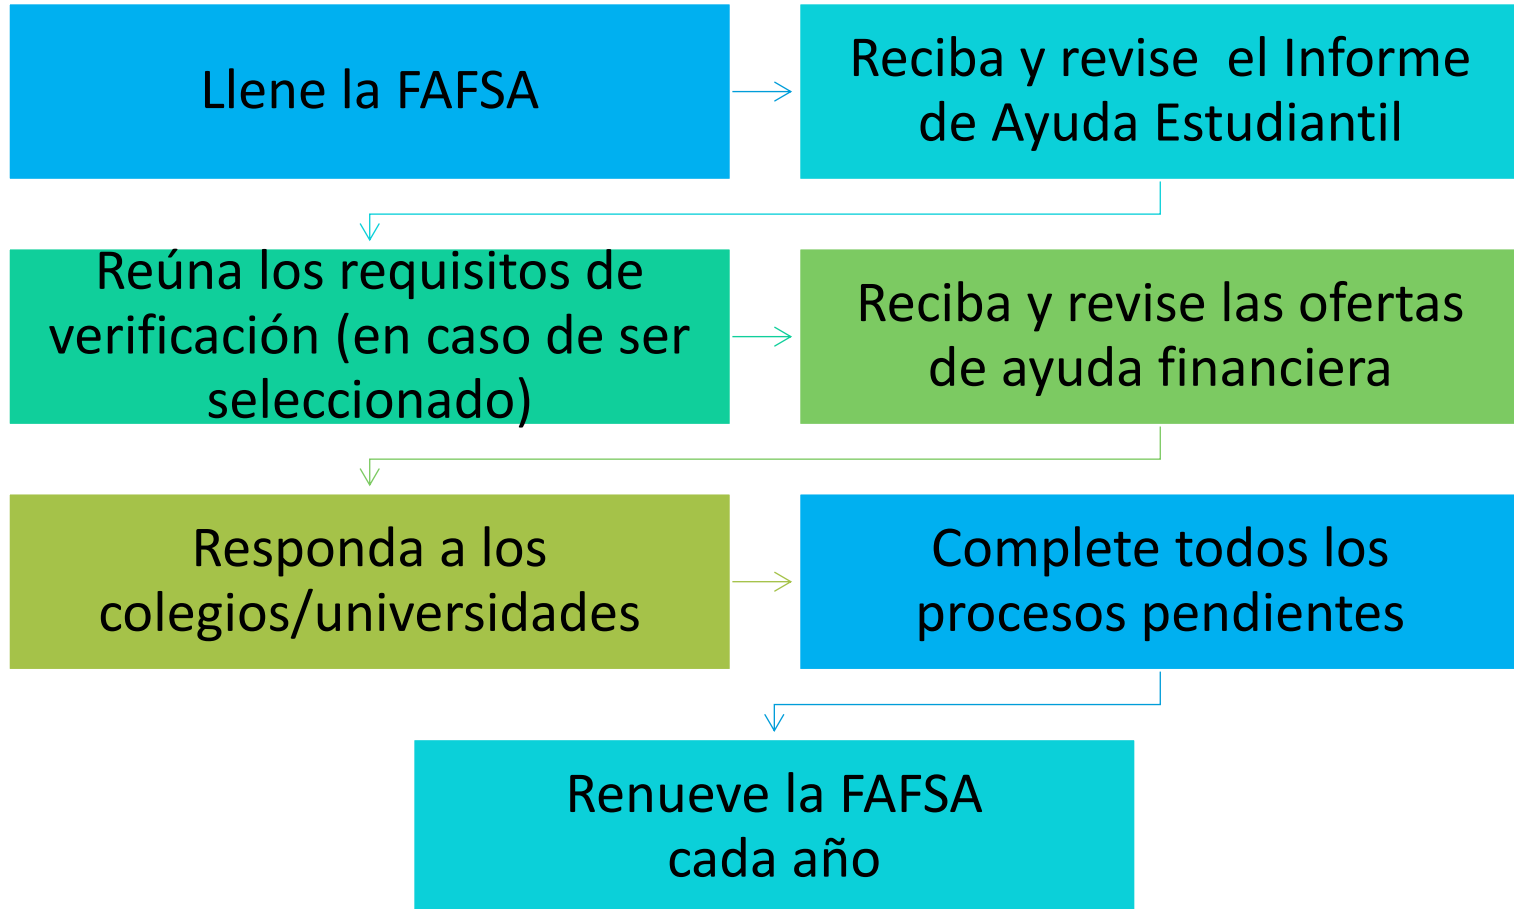 Llene la FAFSA
Reciba y revise  el Informe
de Ayuda Estudiantil
Reúna los requisitos de
verificación (en caso de ser
seleccionado)
Reciba y revise las ofertas
de ayuda financiera
Responda a los
colegios/universidades
Complete todos los
procesos pendientes
Renueve la FAFSA
cada año